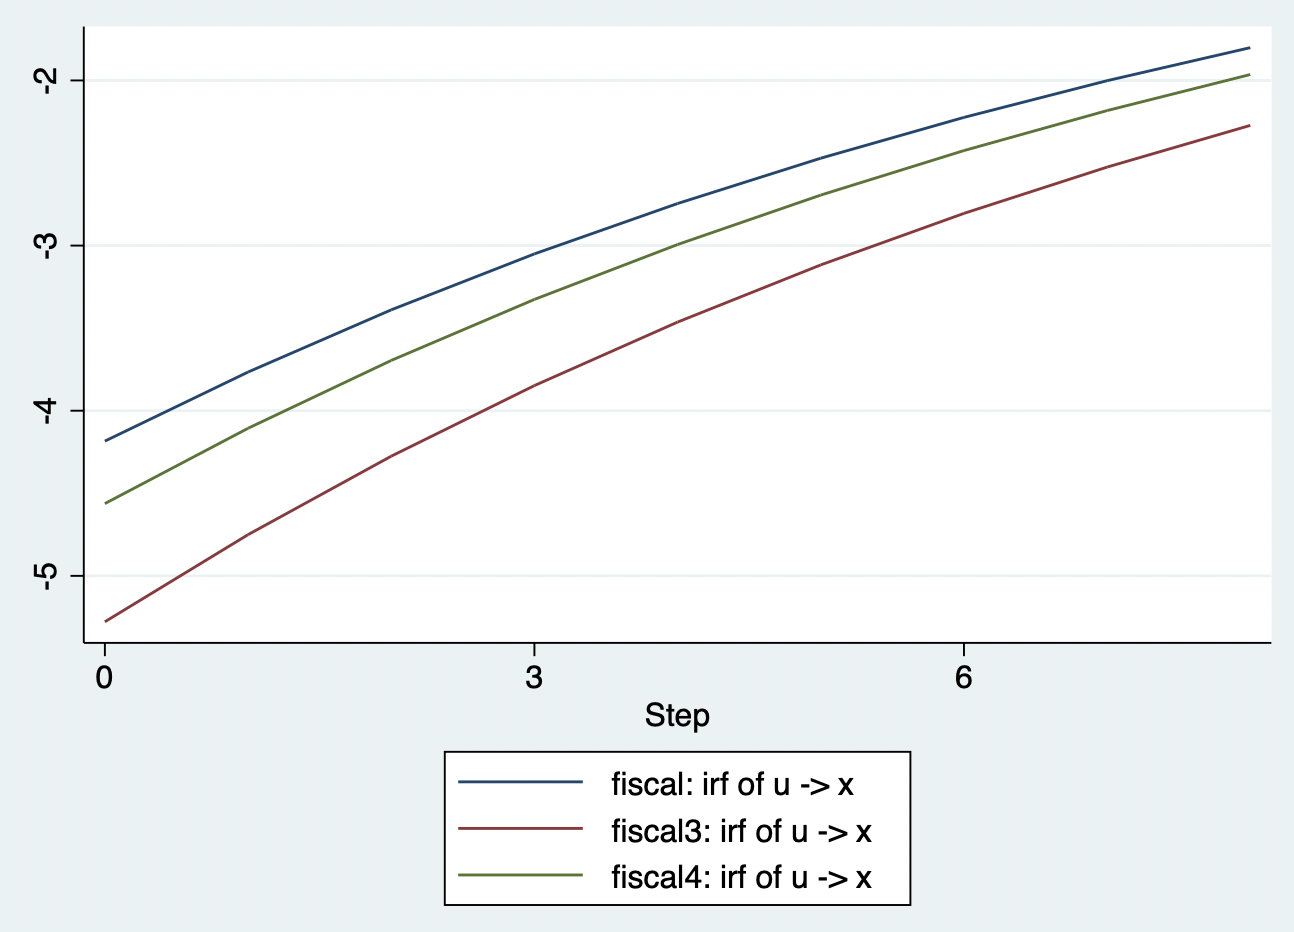 -2
-3
-4
-5
0 3 6
Step
fiscal: irf of u -> x
fiscal3: irf of u -> x
fiscal4: irf of u -> x